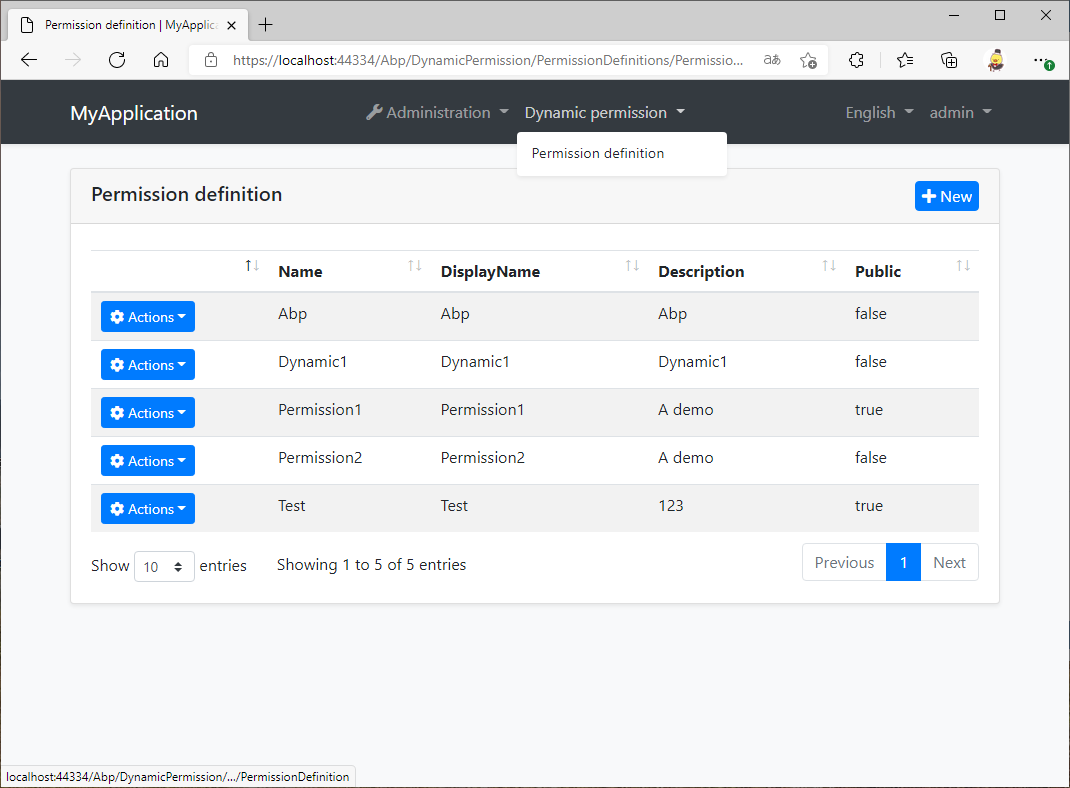 Permission definition | MyApplica
https://localhost:44334/Abp/DynamicPermission/PermissionDefinitions/Permissio...
MyApplication Administration Dynamic permission English admin
Permission definition
Permission definition New
Name DisplayName Description Public
Actions Abp Abp Abp false
Actions Dynamic1 Dynamic1 Dynamic1 false
Actions Permission1 Permission1 A demo true
Actions Permission2 Permission2 A demo false
Actions Test Test 123 true
Show 10 entries Showing 1 to 5 of 5 entries Previous 1 Next
localhost:44334/Abp/DynamicPermission/.../PermissionDefinition